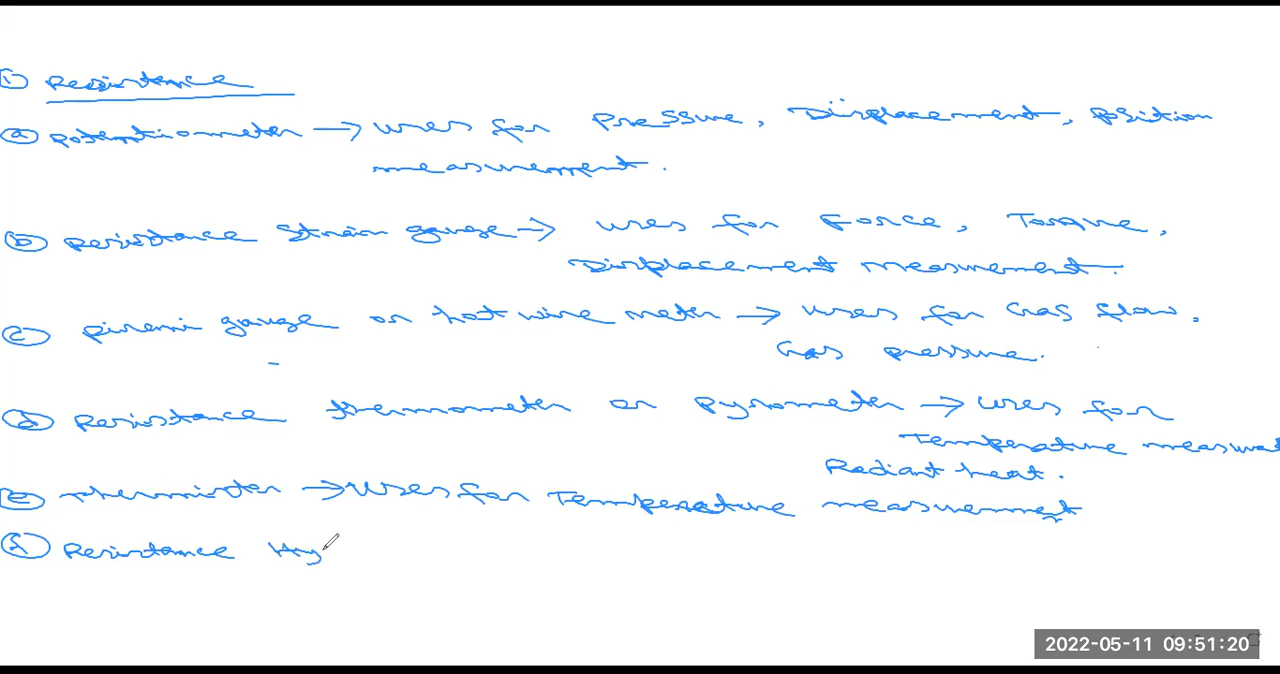 ① Resistance
ⓐ potentiometer → uses for pressure, Displacement, position
measurement.
ⓑ Resistance Strain gauge → uses for Force, Torque,
Displacement measurement.
ⓒ pirani gauge or hot wire meter → uses for Gas flow,
Gas pressure.
ⓓ Resistance thermometer or pyrometer → uses for
Temperature measu
Radiant heat.
ⓔ thermistor → uses for Temperature measurement
ⓕ Resistance Hy
2022-05-11 09:51:20